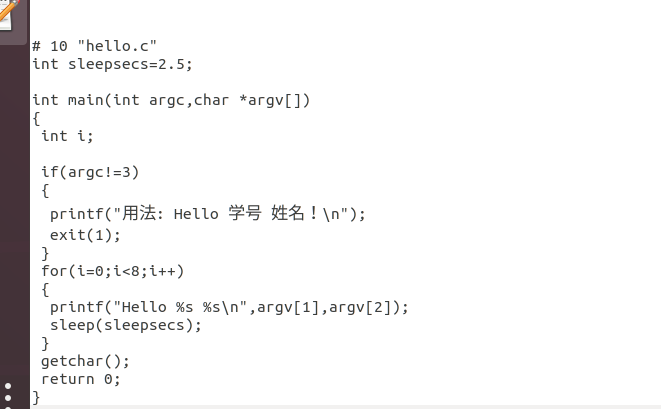 # 10 "hello.c"
int sleepsecs=2.5;
int main(int argc,char *argv[])
{
 int i;
 if(argc!=3)
 {
  printf("用法: Hello 学号 姓名！\n");
  exit(1);
 }
 for(i=0;i<8;i++)
 {
  printf("Hello %s %s\n",argv[1],argv[2]);
  sleep(sleepsecs);
 }
 getchar();
 return 0;
}